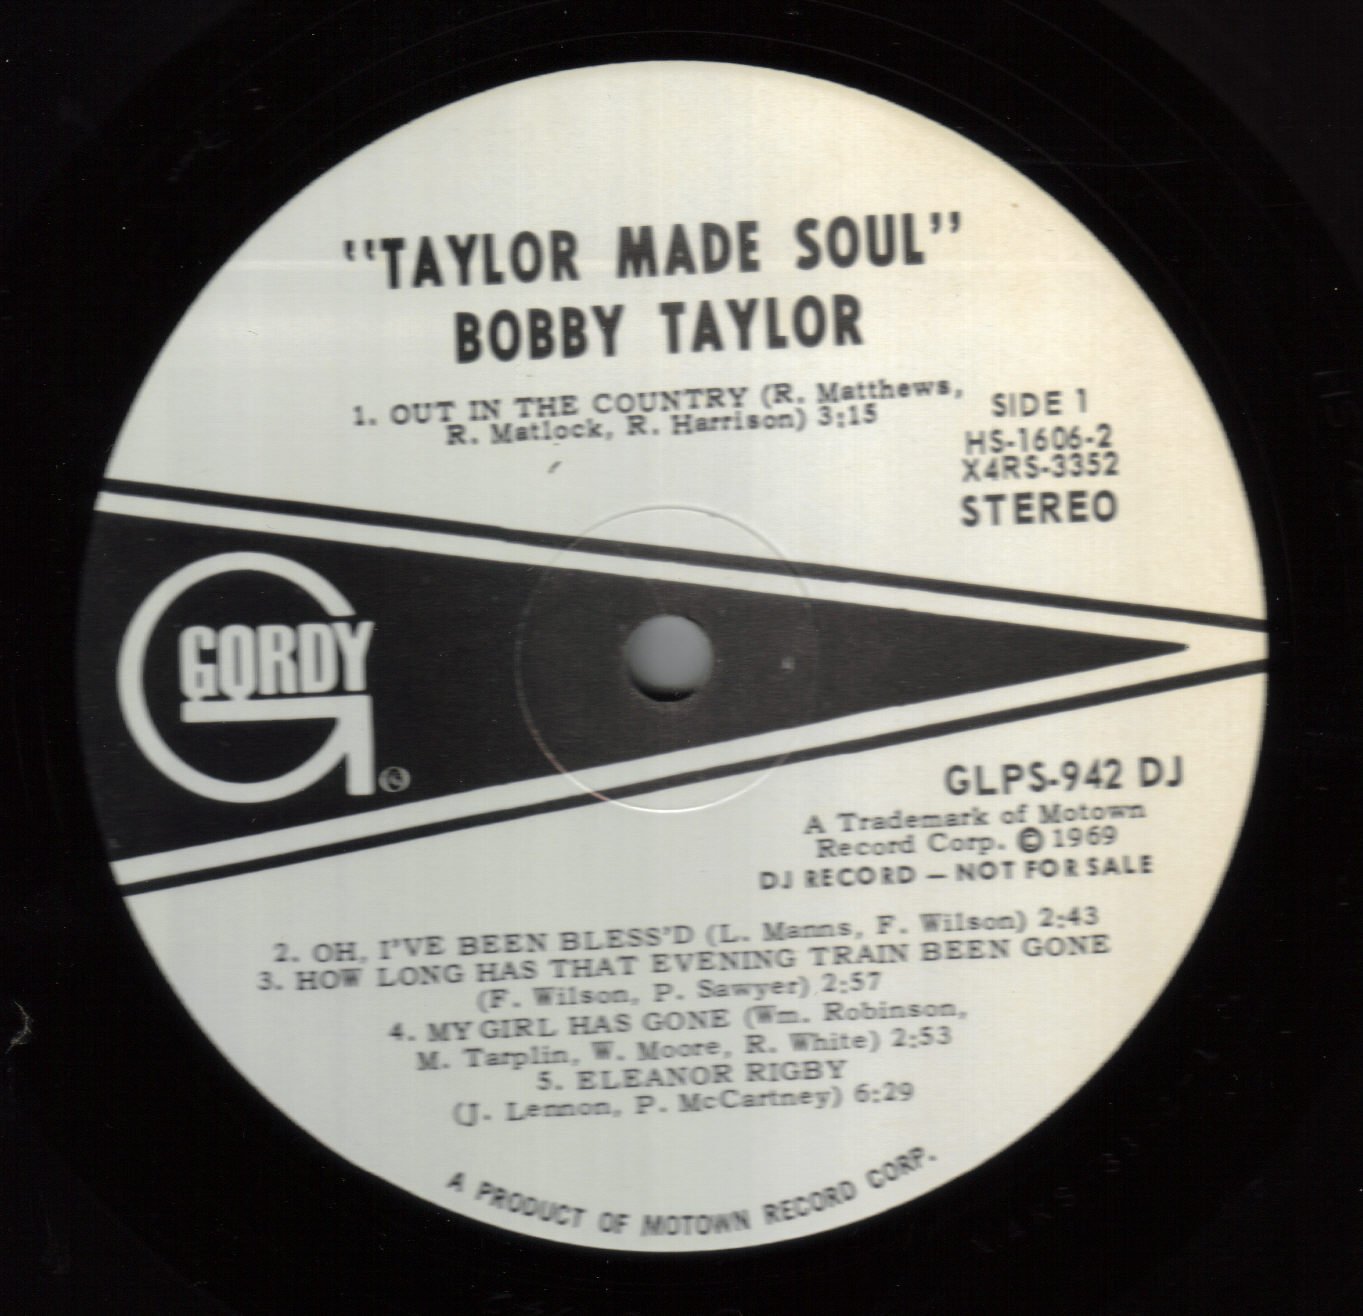 "TAYLOR MADE SOUL"
BOBBY TAYLOR
1. OUT IN THE COUNTRY (R. Matthews,
R. Matlock, R. Harrison) 3:15
SIDE 1
HS-1606-2
X4RS-3352
STEREO
GORDY
®
GLPS-942 DJ
A Trademark of Motown
Record Corp. © 1969
DJ RECORD — NOT FOR SALE
2. OH, I'VE BEEN BLESS'D (L. Manns, F. Wilson) 2:43
3. HOW LONG HAS THAT EVENING TRAIN BEEN GONE
(F. Wilson, P. Sawyer) 2:57
4. MY GIRL HAS GONE (Wm. Robinson,
M. Tarplin, W. Moore, R. White) 2:53
5. ELEANOR RIGBY
(J. Lennon, P. McCartney) 6:29
A PRODUCT OF MOTOWN RECORD CORP.